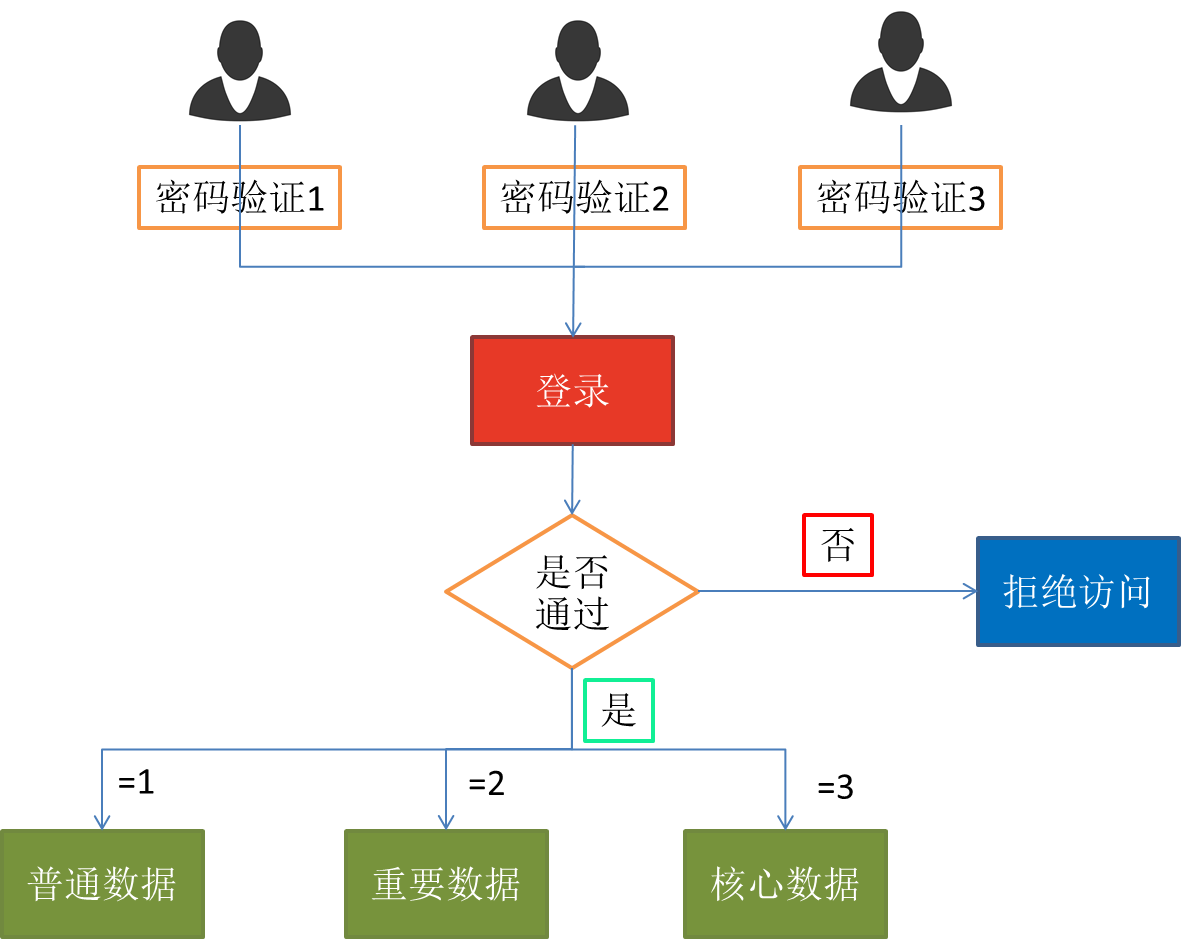 密码验证1
密码验证2
密码验证3
登录
是否
通过
否
拒绝访问
是
=1
=2
=3
普通数据
重要数据
核心数据